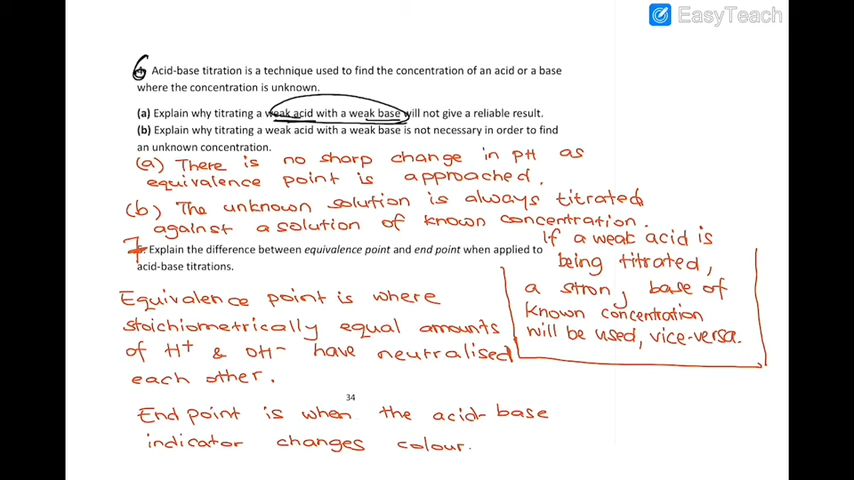 EasyTeach
6 Acid-base titration is a technique used to find the concentration of an acid or a base
where the concentration is unknown.
(a) Explain why titrating a weak acid with a weak base will not give a reliable result.
(b) Explain why titrating a weak acid with a weak base is not necessary in order to find
an unknown concentration.
(a) There is no sharp change in pH as
equivalence point is approached.
(b) The unknown solution is always titrated
against a solution of known concentration.
If a weak acid is
being titrated,
a strong base of
known concentration
will be used, vice-versa.
7. Explain the difference between equivalence point and end point when applied to
acid-base titrations.
Equivalence point is where
stoichiometrically equal amounts
of H+ & OH- have neutralised
each other.
34
End point is when the acid-base
indicator changes colour.